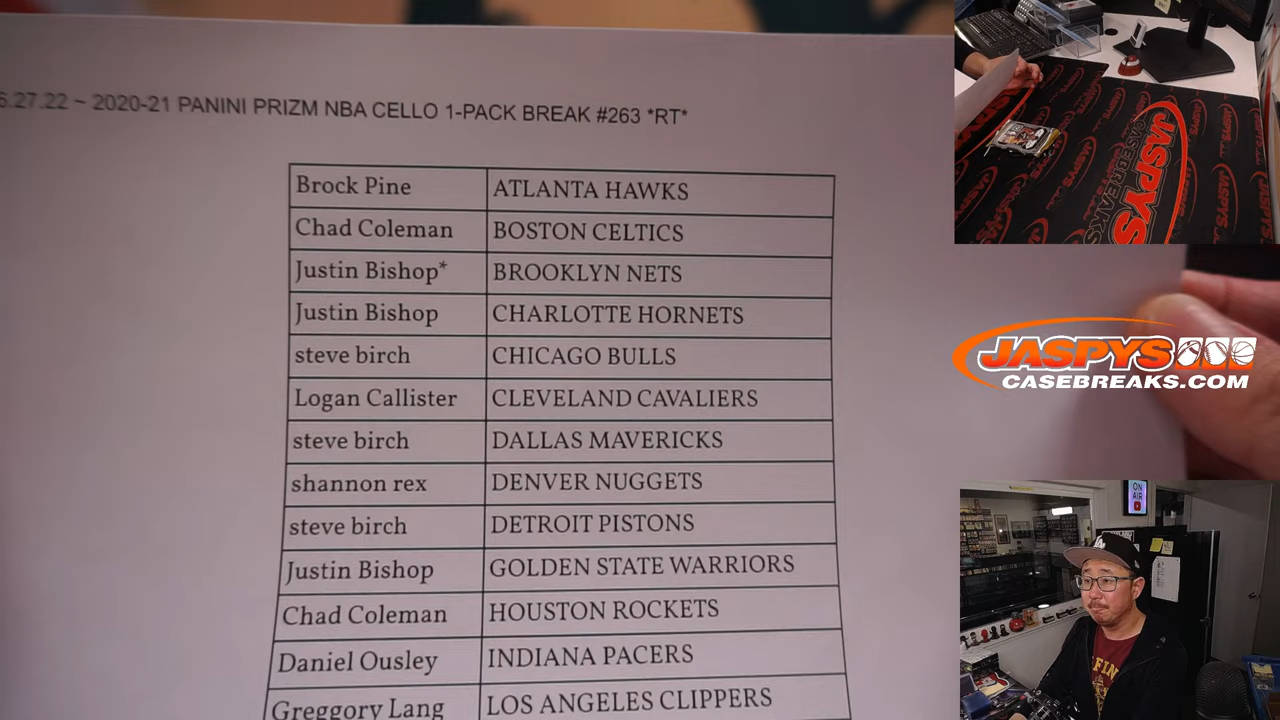 6.27.22 ~ 2020-21 PANINI PRIZM NBA CELLO 1-PACK BREAK #263 *RT*
Brock Pine ATLANTA HAWKS
Chad Coleman BOSTON CELTICS
Justin Bishop* BROOKLYN NETS
Justin Bishop CHARLOTTE HORNETS
steve birch CHICAGO BULLS
Logan Callister CLEVELAND CAVALIERS
steve birch DALLAS MAVERICKS
shannon rex DENVER NUGGETS
steve birch DETROIT PISTONS
Justin Bishop GOLDEN STATE WARRIORS
Chad Coleman HOUSTON ROCKETS
Daniel Ousley INDIANA PACERS
Greggory Lang LOS ANGELES CLIPPERS
JASPYS
CASEBREAKS
JASPYS
CASEBREAKS.COM
ON
AIR